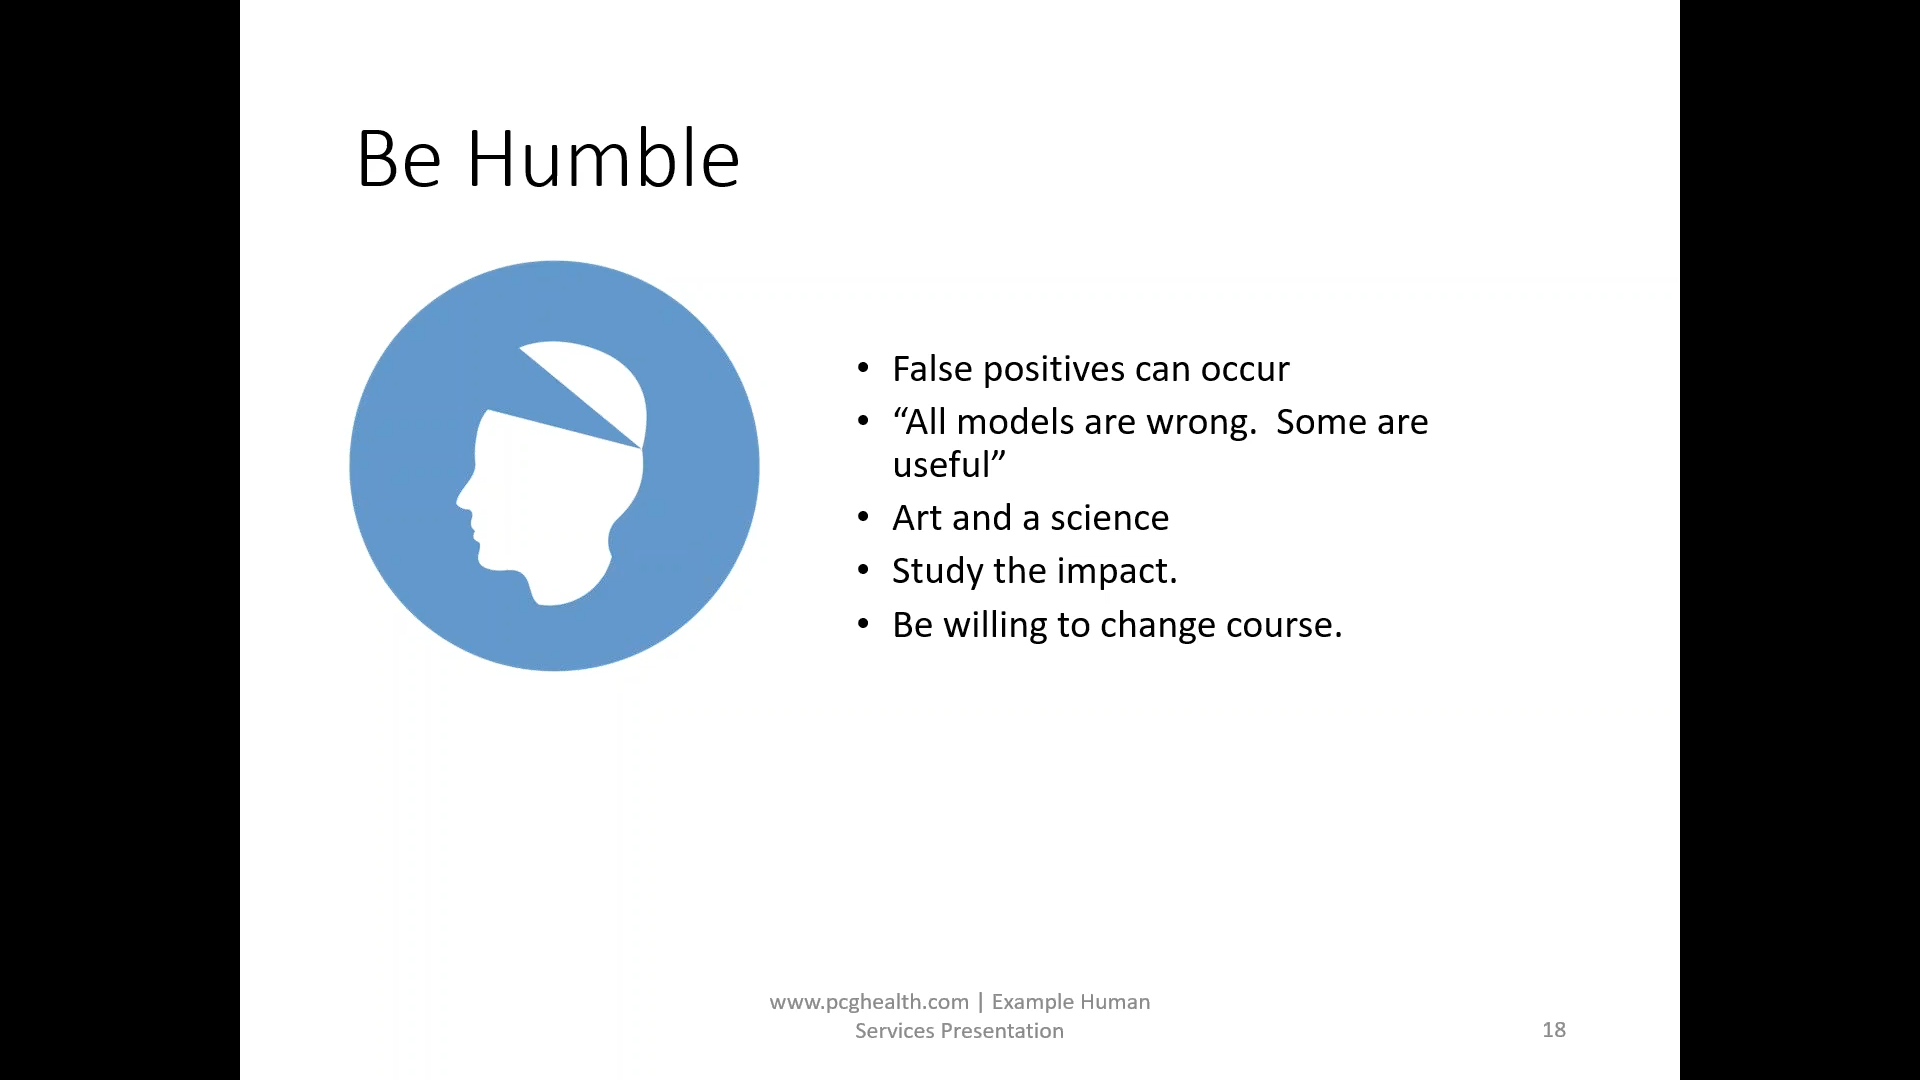 Be Humble
• False positives can occur
• “All models are wrong.  Some are
useful”
• Art and a science
• Study the impact.
• Be willing to change course.
www.pcghealth.com | Example Human
Services Presentation
18